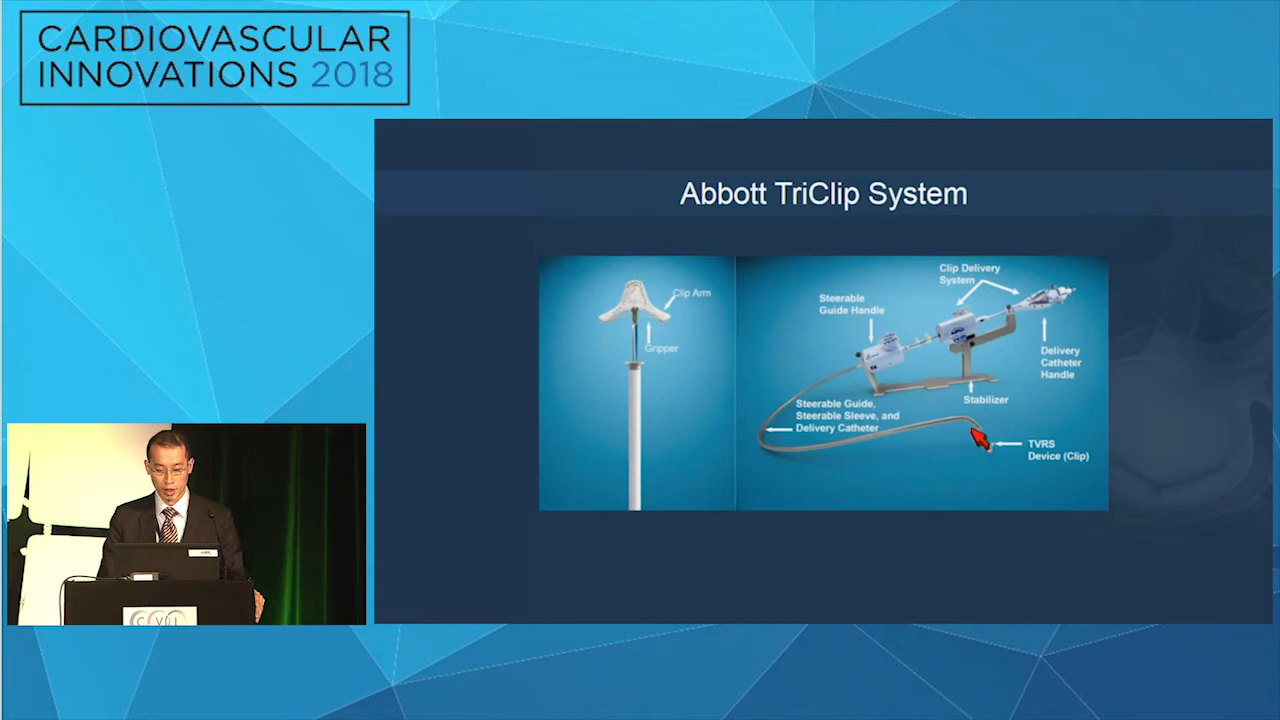 CARDIOVASCULAR
INNOVATIONS 2018
Abbott TriClip System
Clip Arm
Gripper
Clip Delivery
System
Steerable
Guide Handle
Delivery
Catheter
Handle
Stabilizer
Steerable Guide,
Steerable Sleeve, and
Delivery Catheter
TVRS
Device (Clip)